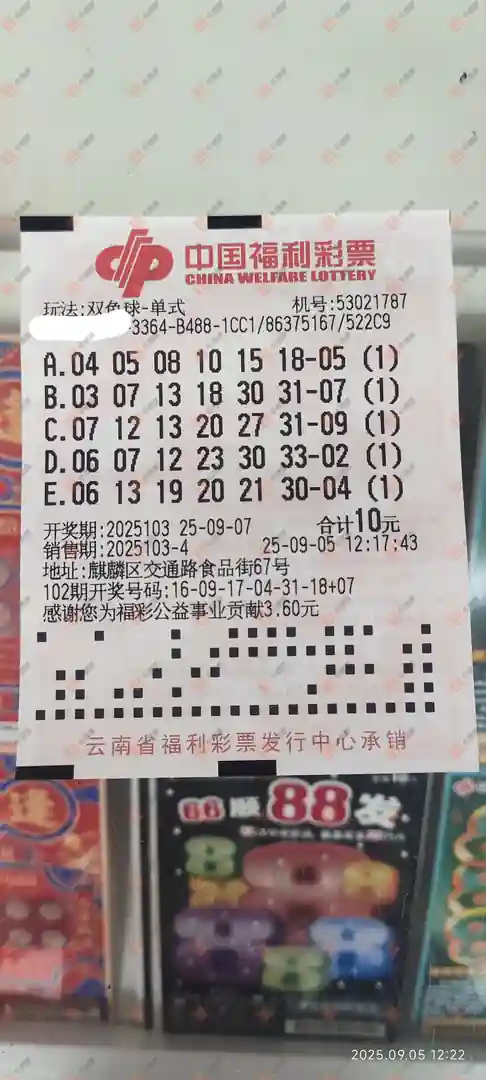 中国福利彩票
CHINA WELFARE LOTTERY
玩法:双色球-单式 机号:53021787
-3364-B488-1CC1/86375167/522C9
A.04 05 08 10 15 18-05 (1)
B.03 07 13 18 30 31-07 (1)
C.07 12 13 20 27 31-09 (1)
D.06 07 12 23 30 33-02 (1)
E.06 13 19 20 21 30-04 (1)
开奖期:2025103 25-09-07 合计10元
销售期:2025103-4 25-09-05 12:17:43
地址:麒麟区交通路食品街67号
102期开奖号码:16-09-17-04-31-18+07
感谢您为福彩公益事业贡献3.60元
云南省福利彩票发行中心承销
66顺88发
2025.09.05 12:22